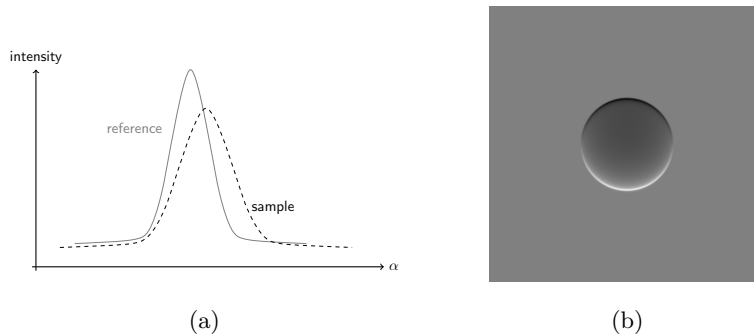 intensity
reference
sample
α
(a)
(b)